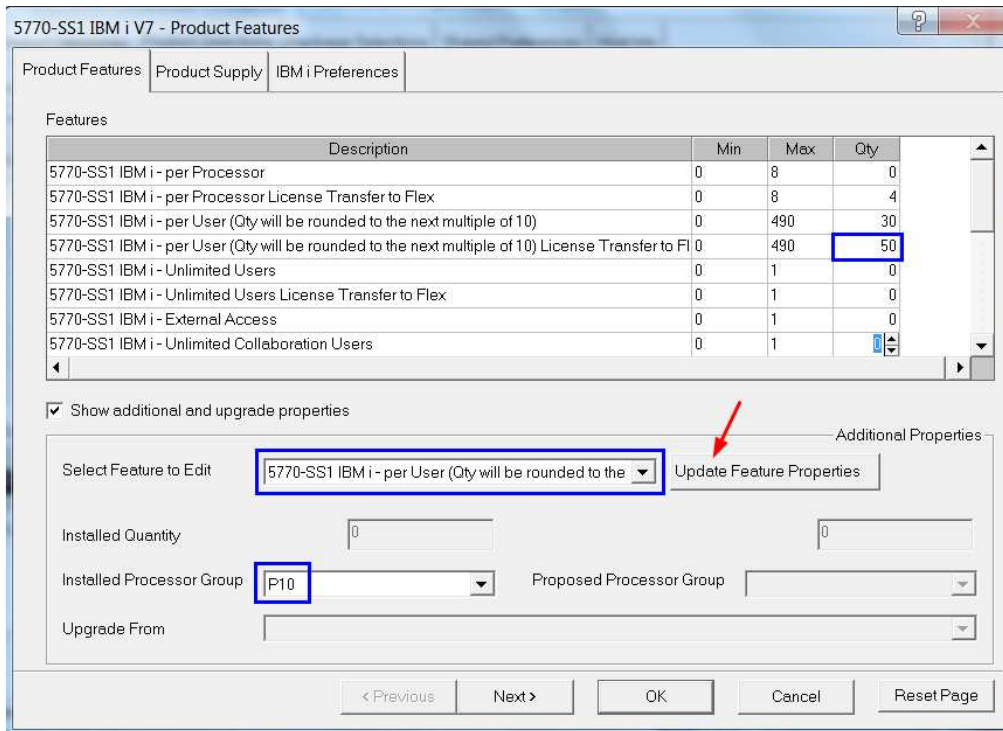 5770-SS1 IBM i V7 - Product Features
Product Features Product Supply IBM i Preferences
Features
Description Min Max Qty
5770-SS1 IBM i - per Processor 0 8 0
5770-SS1 IBM i - per Processor License Transfer to Flex 0 8 4
5770-SS1 IBM i - per User (Qty will be rounded to the next multiple of 10) 0 490 30
5770-SS1 IBM i - per User (Qty will be rounded to the next multiple of 10) License Transfer to Fl 0 490 50
5770-SS1 IBM i - Unlimited Users 0 1 0
5770-SS1 IBM i - Unlimited Users License Transfer to Flex 0 1 0
5770-SS1 IBM i - External Access 0 1 0
5770-SS1 IBM i - Unlimited Collaboration Users 0 1 0
Show additional and upgrade properties
Additional Properties
Select Feature to Edit 5770-SS1 IBM i - per User (Qty will be rounded to the Update Feature Properties
Installed Quantity 0 0
Installed Processor Group P10 Proposed Processor Group
Upgrade From
< Previous Next > OK Cancel Reset Page